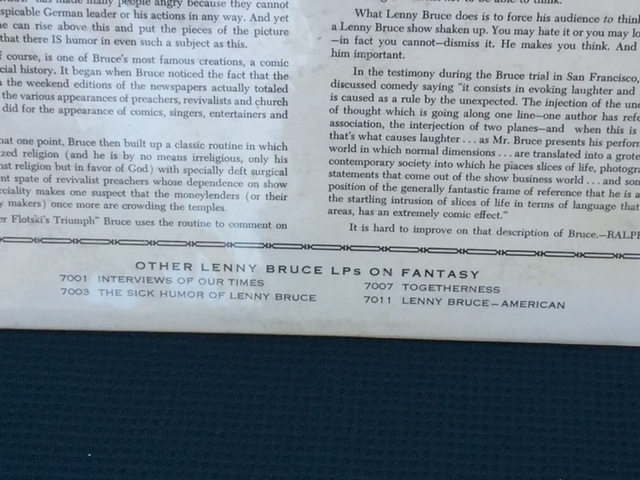 many people angry because they cannot
spicable German leader or his actions in any way. And yet
e can rise above this and put the pieces of the picture
that there IS humor in even such a subject as this.
f course, is one of Bruce's most famous creations, a comic
cial history. It began when Bruce noticed the fact that the
the weekend editions of the newspapers actually totaled
the various appearances of preachers, revivalists and church
did for the appearance of comics, singers, entertainers and
hat one point, Bruce then built up a classic routine in which
zed religion (and he is by no means irreligious, only his
nst religion but in favor of God) with specially deft surgical
nt spate of revivalist preachers whose dependence on show
rciality makes one suspect that the moneylenders (or their
y makers) once more are crowding the temples.
er Flotski's Triumph" Bruce uses the routine to comment on
What Lenny Bruce does is to force his audience to thin
a Lenny Bruce show shaken up. You may hate it or you may lo
—in fact you cannot—dismiss it. He makes you think. And
him important.
In the testimony during the Bruce trial in San Francisco,
discussed comedy saying "it consists in evoking laughter and
is caused as a rule by the unexpected. The injection of the un
of thought which is going along one line—one author has refe
association, the interjection of two planes—and when this is
that's what causes laughter . . . as Mr. Bruce presents his perform
world in which normal dimensions . . . are translated into a grote
contemporary society into which he places slices of life, photogra
statements that come out of the show business world . . . and so
position of the generally fantastic frame of reference that he is a
the startling intrusion of slices of life in terms of language that
areas, has an extremely comic effect."
It is hard to improve on that description of Bruce.—RALPH
OTHER LENNY BRUCE LPs ON FANTASY
7001 INTERVIEWS OF OUR TIMES
7003 THE SICK HUMOR OF LENNY BRUCE
7007 TOGETHERNESS
7011 LENNY BRUCE—AMERICAN